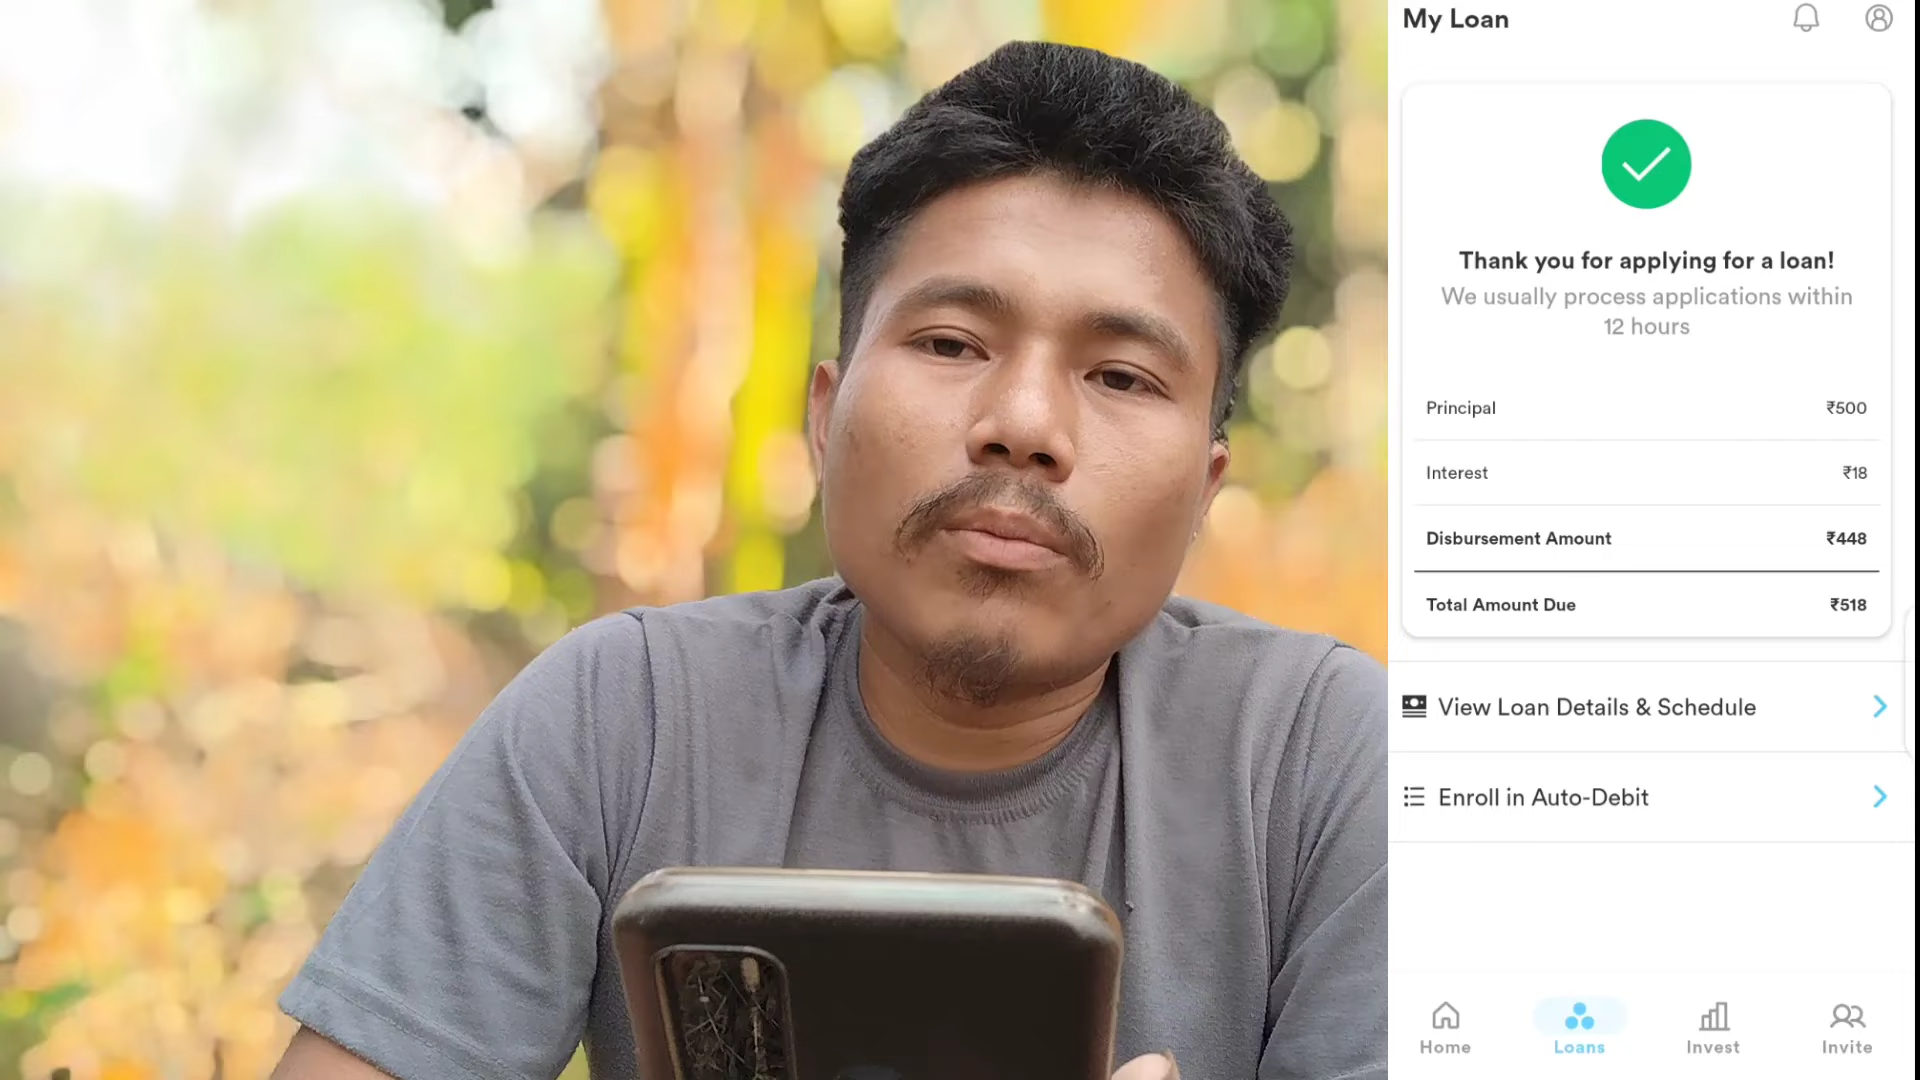 My Loan
Thank you for applying for a loan!
We usually process applications within
12 hours
Principal ₹500
Interest ₹18
Disbursement Amount ₹448
Total Amount Due ₹518
View Loan Details & Schedule
Enroll in Auto-Debit
Home Loans Invest Invite